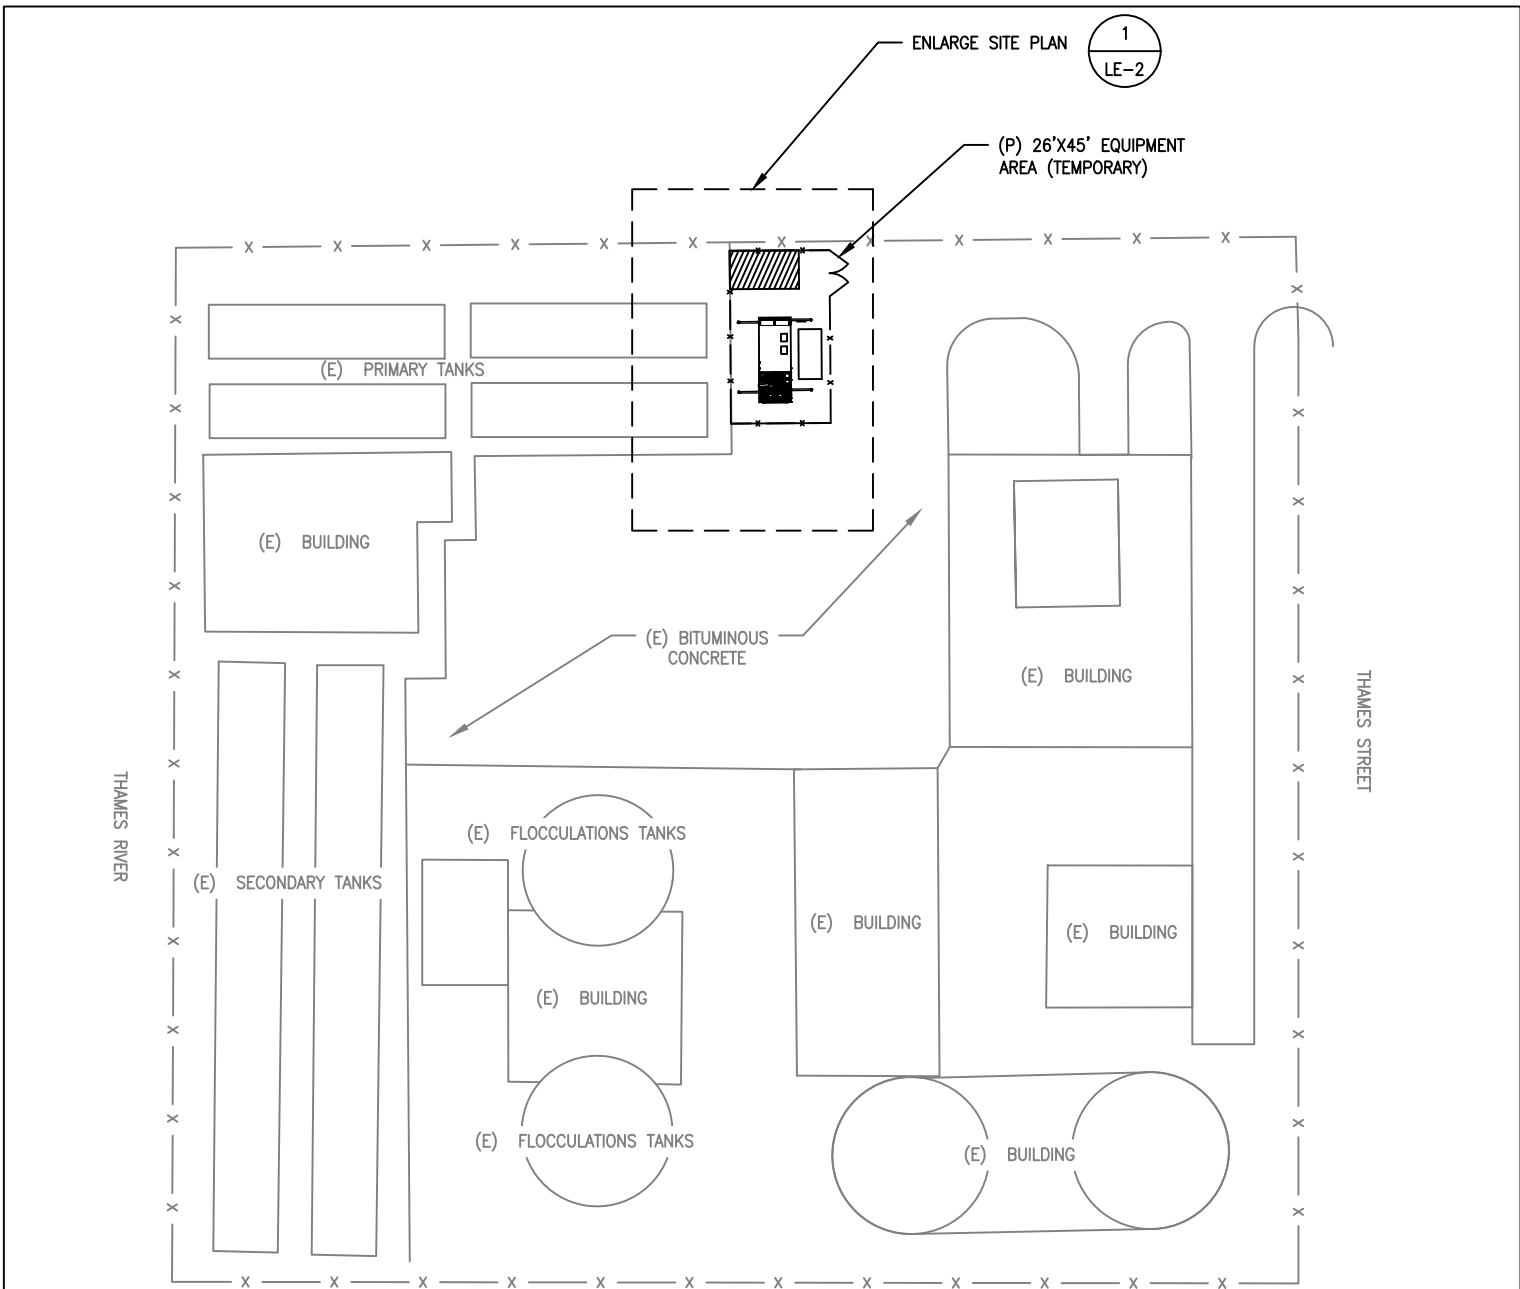 ENLARGE SITE PLAN
1
LE-2
(P) 26'X45' EQUIPMENT
AREA (TEMPORARY)
(E) PRIMARY TANKS
(E) BUILDING
(E) BITUMINOUS
CONCRETE
(E) BUILDING
THAMES STREET
THAMES RIVER
(E) FLOCCULATIONS TANKS
(E) SECONDARY TANKS
(E) BUILDING
(E) BUILDING
(E) BUILDING
(E) FLOCCULATIONS TANKS
(E) BUILDING